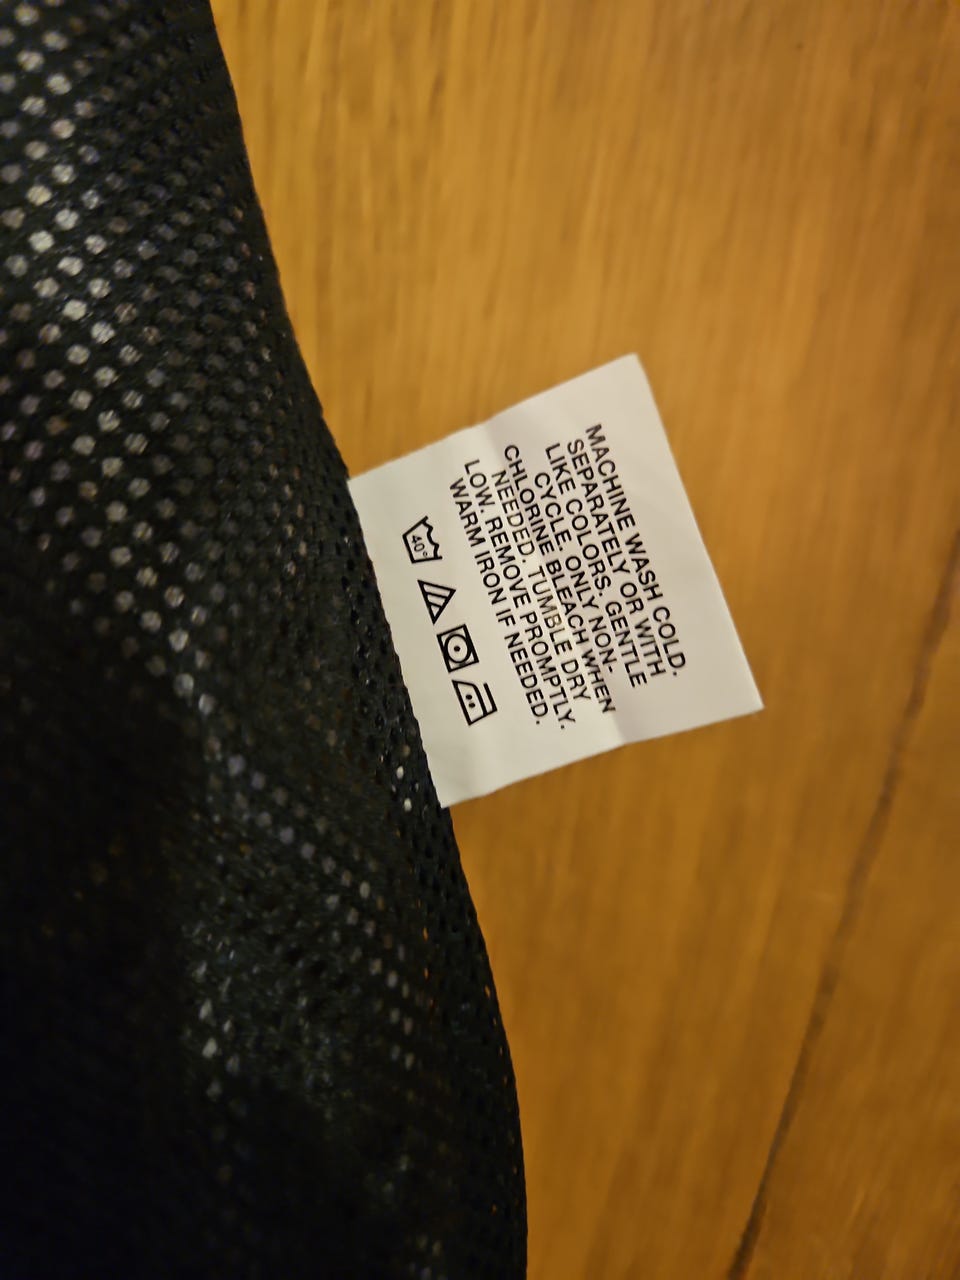 MACHINE WASH COLD.
SEPARATELY OR WITH
LIKE COLORS. GENTLE
CYCLE. ONLY NON-
CHLORINE BLEACH WHEN
NEEDED. TUMBLE DRY
LOW. REMOVE PROMPTLY.
WARM IRON IF NEEDED.
40°